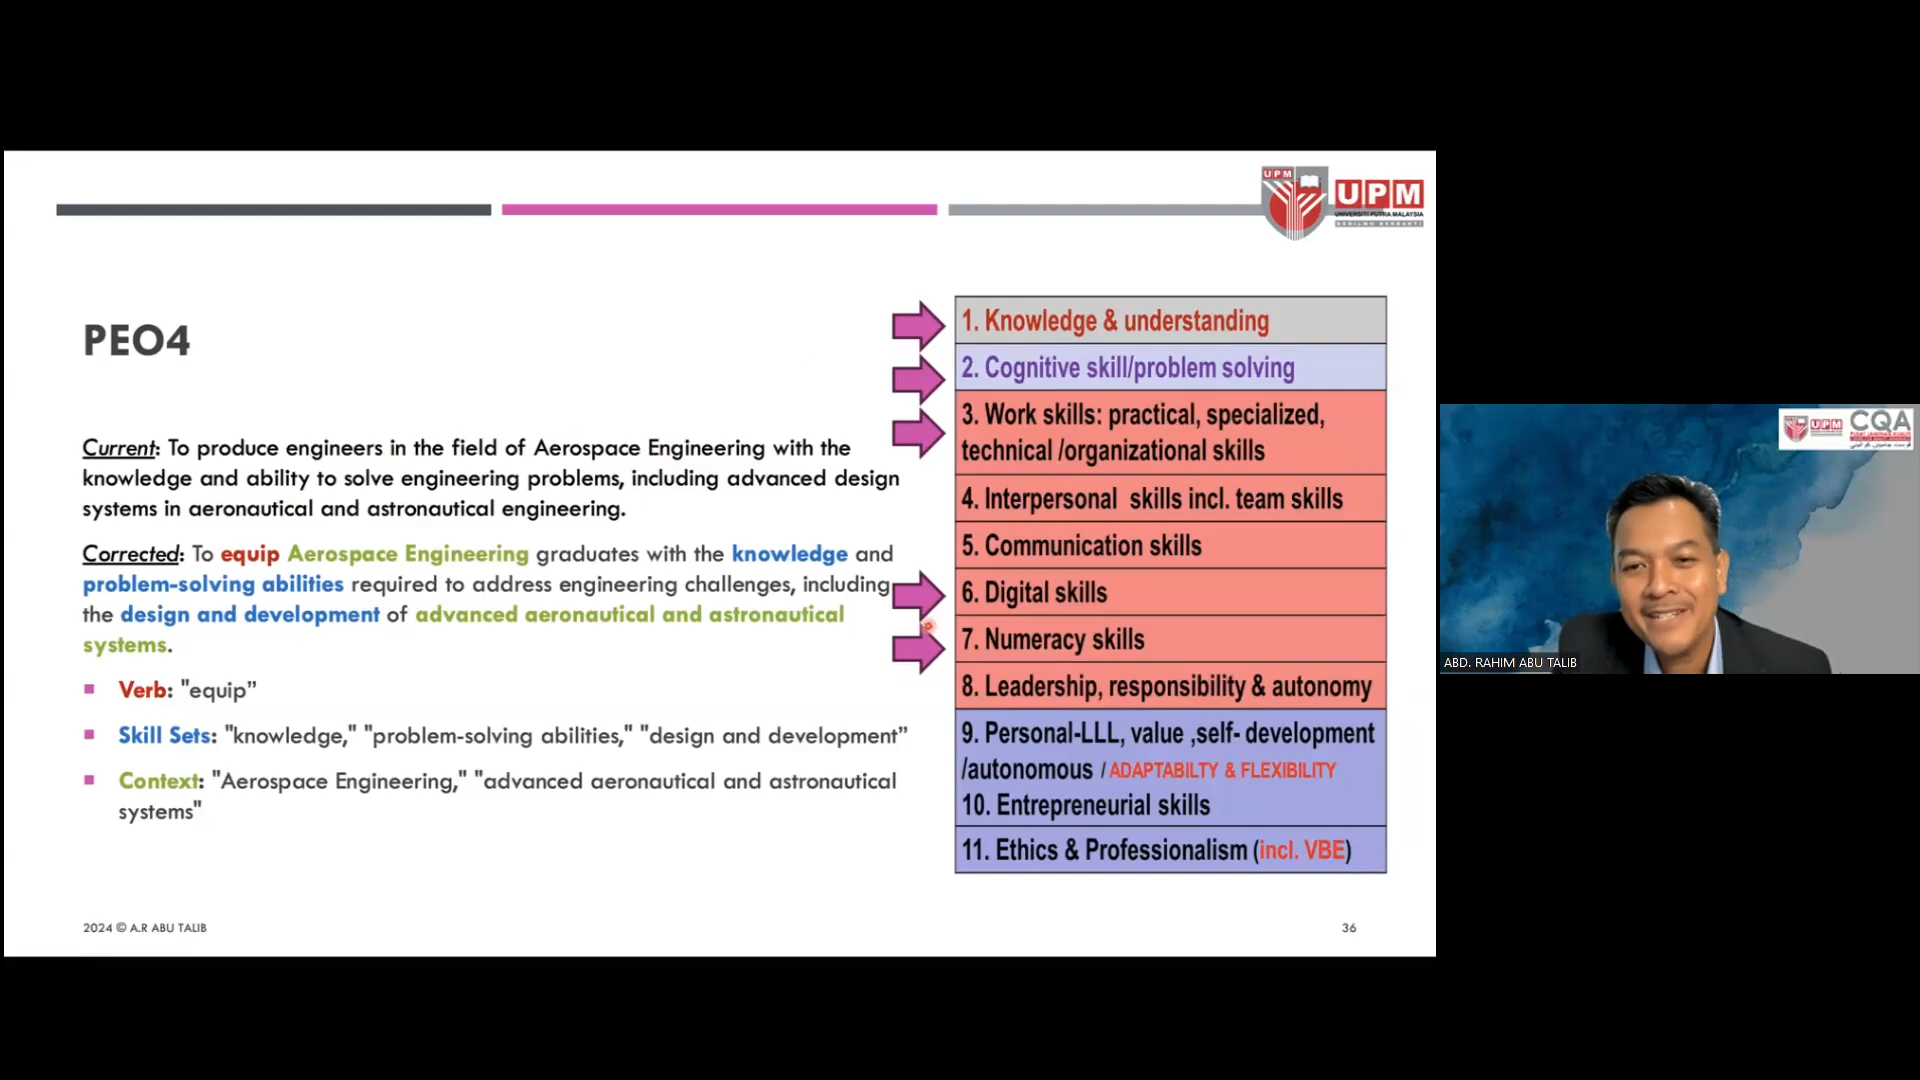 UPM
UPM
UNIVERSITI PUTRA MALAYSIA
BERILMU BERBAKTI
PEO4
Current: To produce engineers in the field of Aerospace Engineering with the
knowledge and ability to solve engineering problems, including advanced design
systems in aeronautical and astronautical engineering.
Corrected: To equip Aerospace Engineering graduates with the knowledge and
problem-solving abilities required to address engineering challenges, including
the design and development of advanced aeronautical and astronautical
systems.
Verb: "equip”
Skill Sets: "knowledge," "problem-solving abilities," "design and development”
Context: "Aerospace Engineering," "advanced aeronautical and astronautical
systems"
1. Knowledge & understanding
2. Cognitive skill/problem solving
3. Work skills: practical, specialized,
technical /organizational skills
4. Interpersonal skills incl. team skills
5. Communication skills
6. Digital skills
7. Numeracy skills
8. Leadership, responsibility & autonomy
9. Personal-LLL, value ,self- development
/autonomous / ADAPTABILTY & FLEXIBILITY
10. Entrepreneurial skills
11. Ethics & Professionalism (incl. VBE)
2024 © A.R ABU TALIB
36
UPM
CQA
ABD. RAHIM ABU TALIB